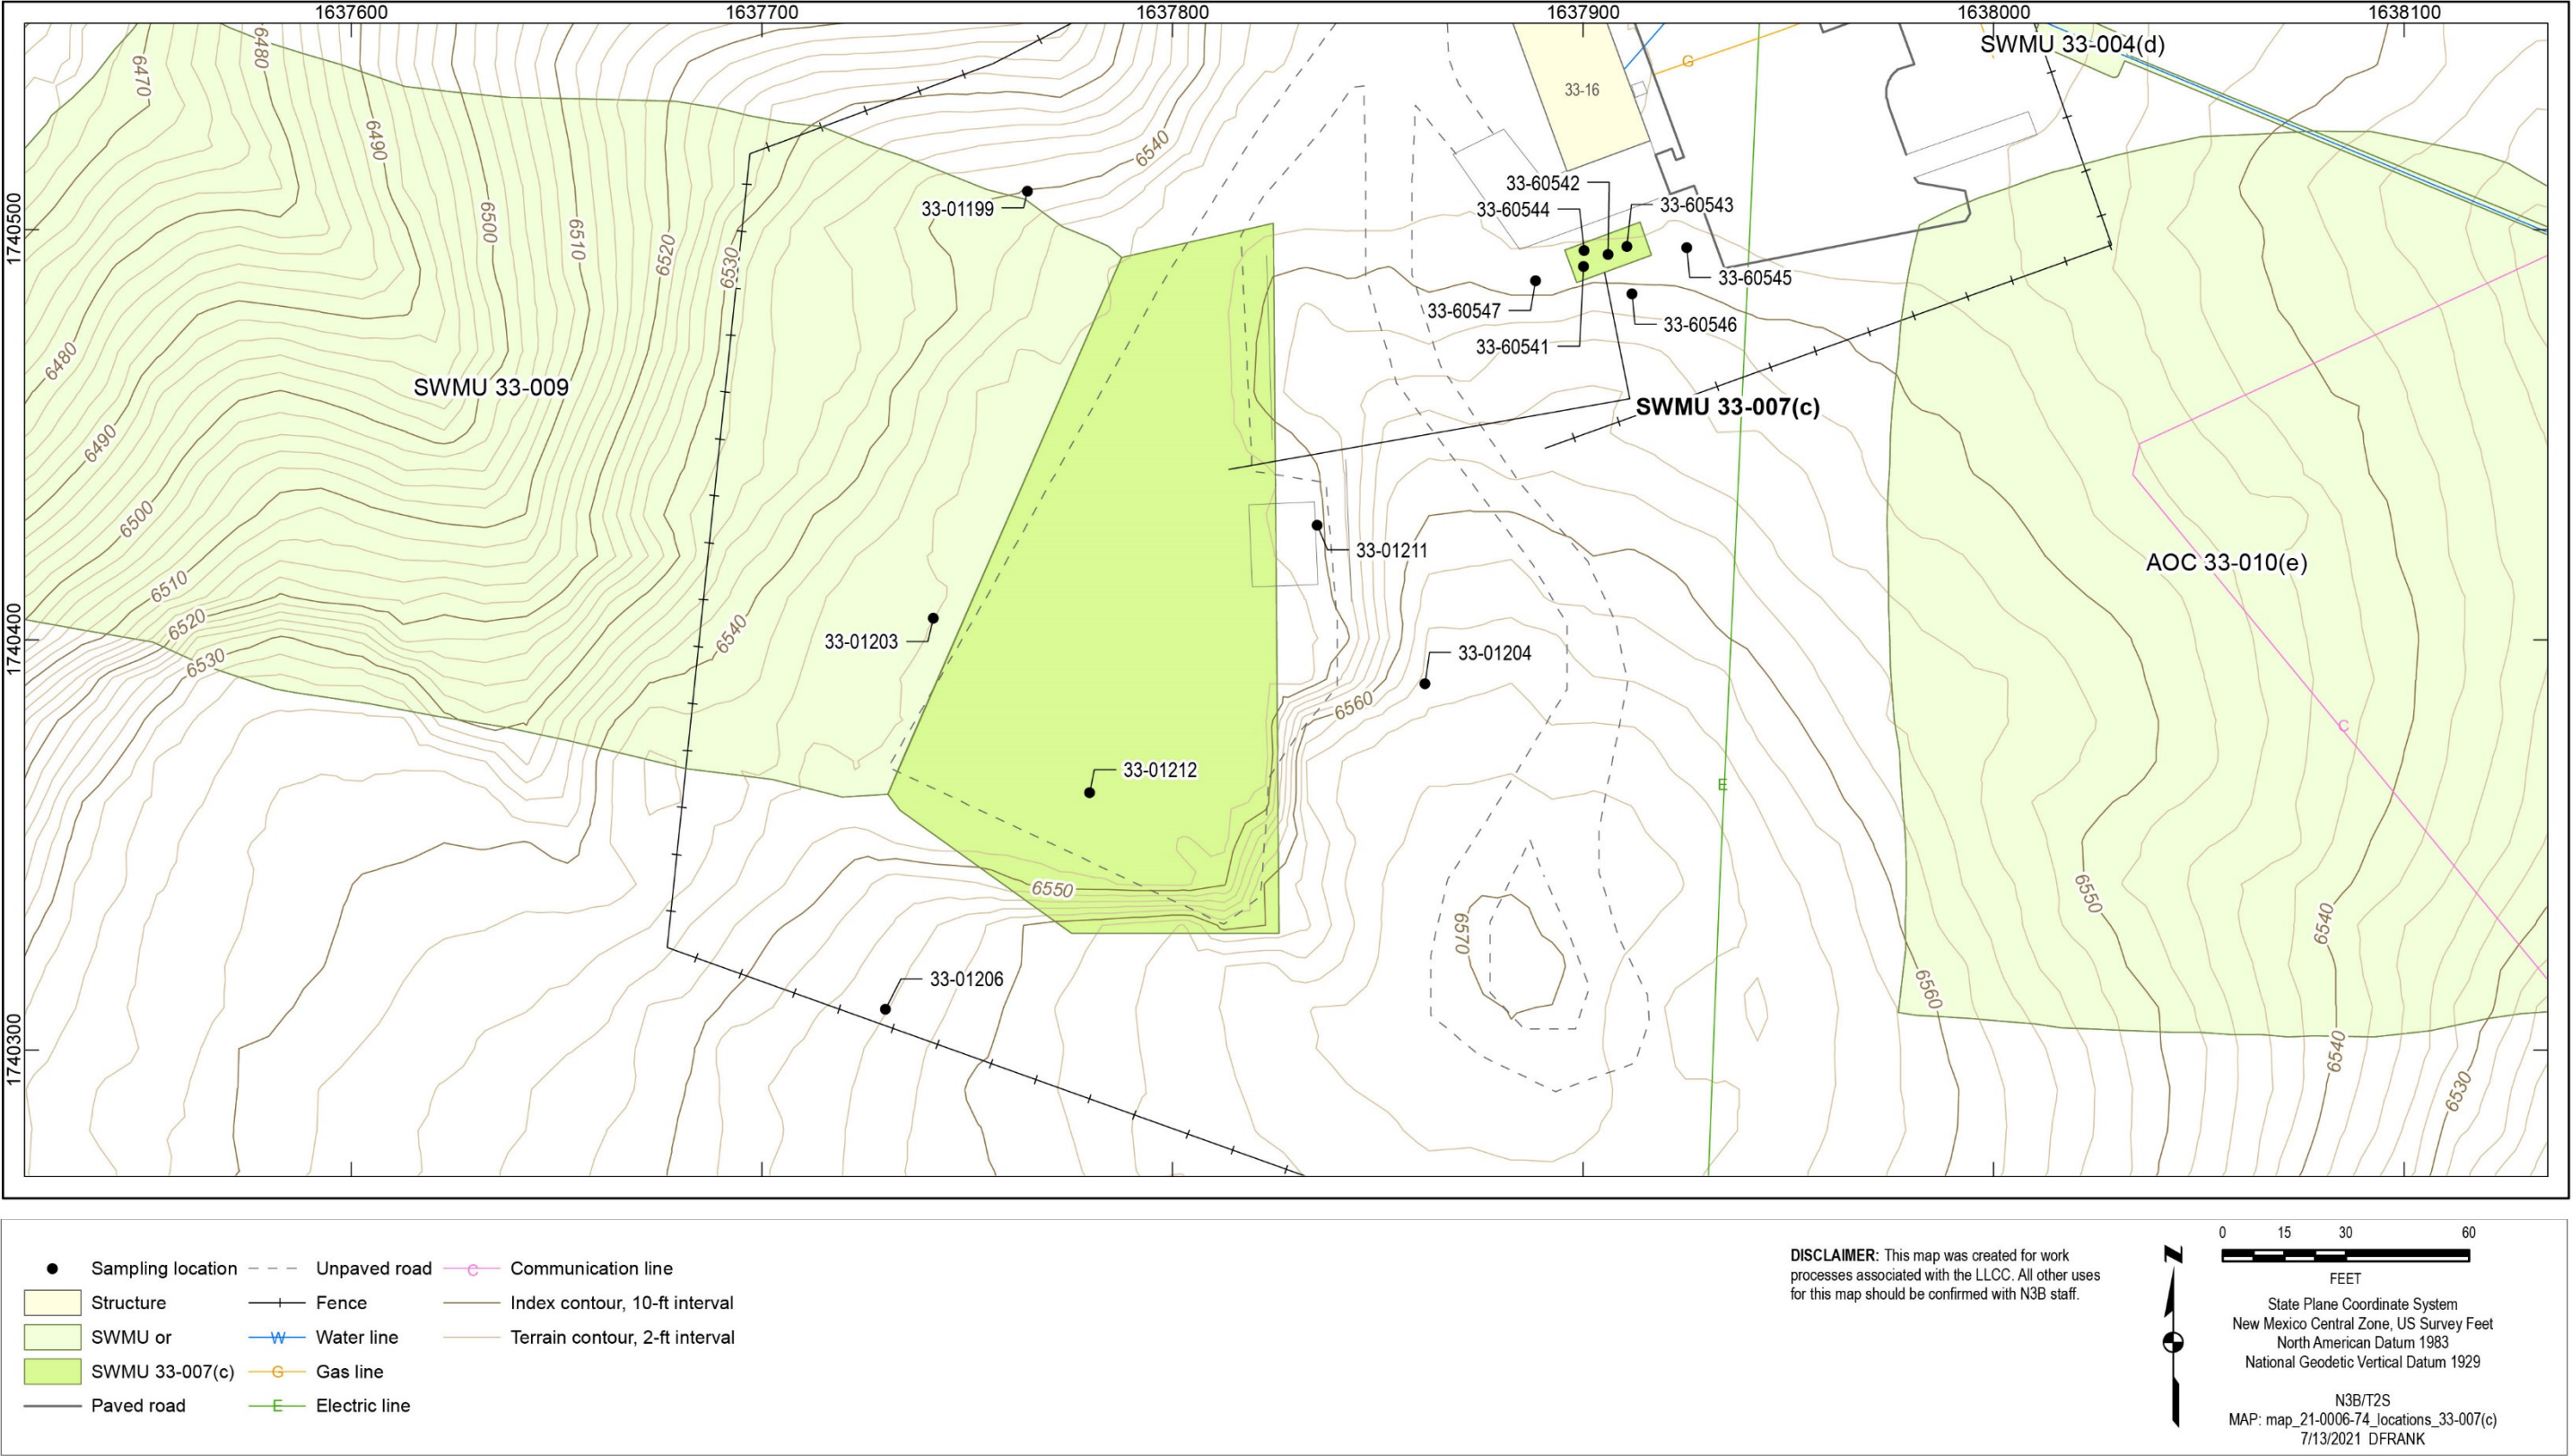 1637600 1637700 1637800 1637900 1638000 1638100
SWMU 33-004(d)
6480
6470
G
33-16
6490
6540
33-60542
33-01199
33-60544
33-60543
1740500
6500
6510
6520
6530
33-60545
33-60547
33-60546
33-60541
6480
SWMU 33-009
SWMU 33-007(c)
6490
6500
33-01211
AOC 33-010(e)
6510
6520
1740400
33-01203
6540
33-01204
6530
6560
C
33-01212
E
6550
6550
6570
6540
33-01206
6560
1740300
6540
6530
Sampling location
Structure
SWMU or
SWMU 33-007(c)
Paved road
Unpaved road
Fence
W Water line
G Gas line
E Electric line
C Communication line
Index contour, 10-ft interval
Terrain contour, 2-ft interval
DISCLAIMER: This map was created for work
processes associated with the LLCC. All other uses
for this map should be confirmed with N3B staff.
N
0 15 30 60
FEET
State Plane Coordinate System
New Mexico Central Zone, US Survey Feet
North American Datum 1983
National Geodetic Vertical Datum 1929
N3B/T2S
MAP: map_21-0006-74_locations_33-007(c)
7/13/2021 DFRANK